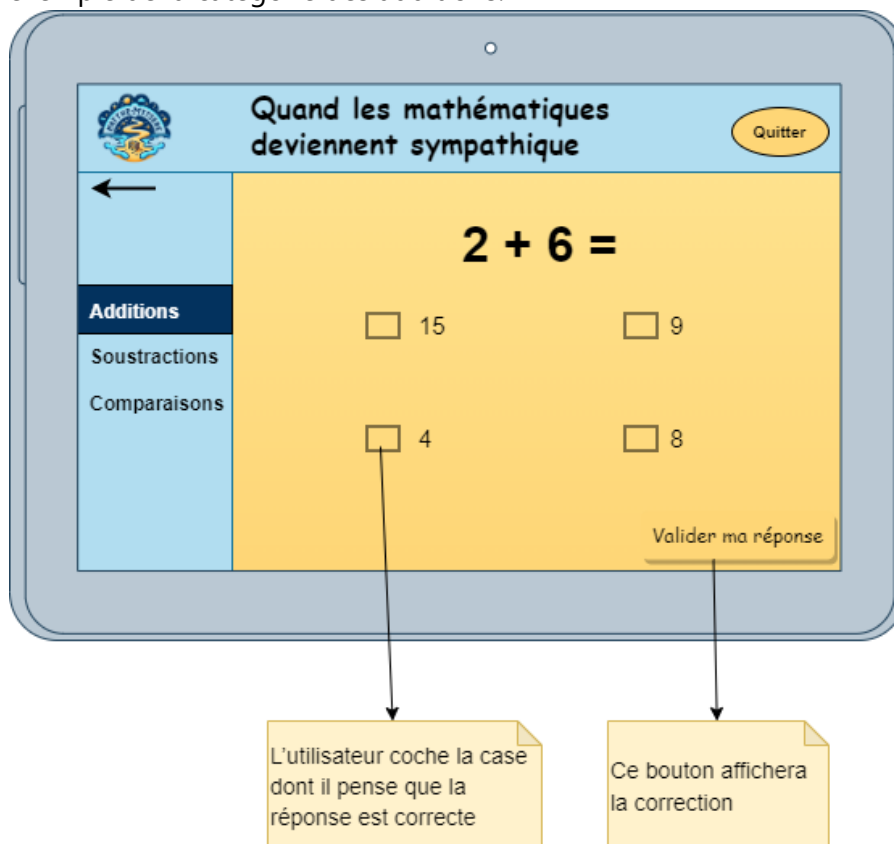 Quand les mathématiques
deviennent sympathique
Quitter
2 + 6 =
Additions
Soustractions
Comparaisons
15
9
4
8
Valider ma réponse
L'utilisateur coche la case
dont il pense que la
réponse est correcte
Ce bouton affichera
la correction